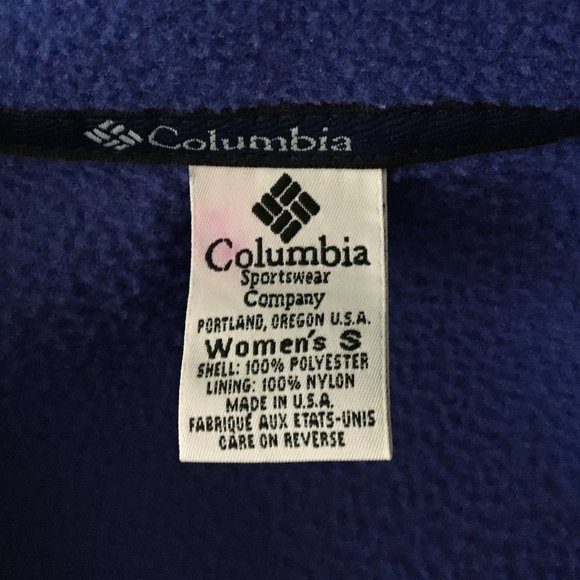 Columbia
Columbia
Sportswear
Company
PORTLAND, OREGON U.S.A.
Women's S
SHELL: 100% POLYESTER
LINING: 100% NYLON
MADE IN U.S.A.
FABRIQUÉ AUX ETATS-UNIS
CARE ON REVERSE